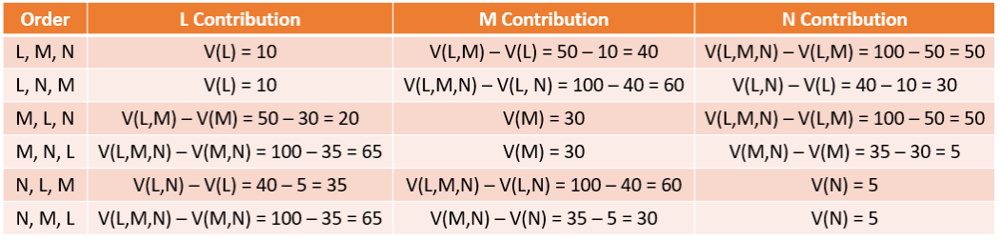 Order L Contribution M Contribution N Contribution
L, M, N V(L) = 10 V(L,M) – V(L) = 50 – 10 = 40 V(L,M,N) – V(L,M) = 100 – 50 = 50
L, N, M V(L) = 10 V(L,M,N) – V(L, N) = 100 – 40 = 60 V(L,N) – V(L) = 40 – 10 = 30
M, L, N V(L,M) – V(M) = 50 – 30 = 20 V(M) = 30 V(L,M,N) – V(L,M) = 100 – 50 = 50
M, N, L V(L,M,N) – V(M,N) = 100 – 35 = 65 V(M) = 30 V(M,N) – V(M) = 35 – 30 = 5
N, L, M V(L,N) – V(L) = 40 – 5 = 35 V(L,M,N) – V(L,N) = 100 – 40 = 60 V(N) = 5
N, M, L V(L,M,N) – V(M,N) = 100 – 35 = 65 V(M,N) – V(N) = 35 – 5 = 30 V(N) = 5